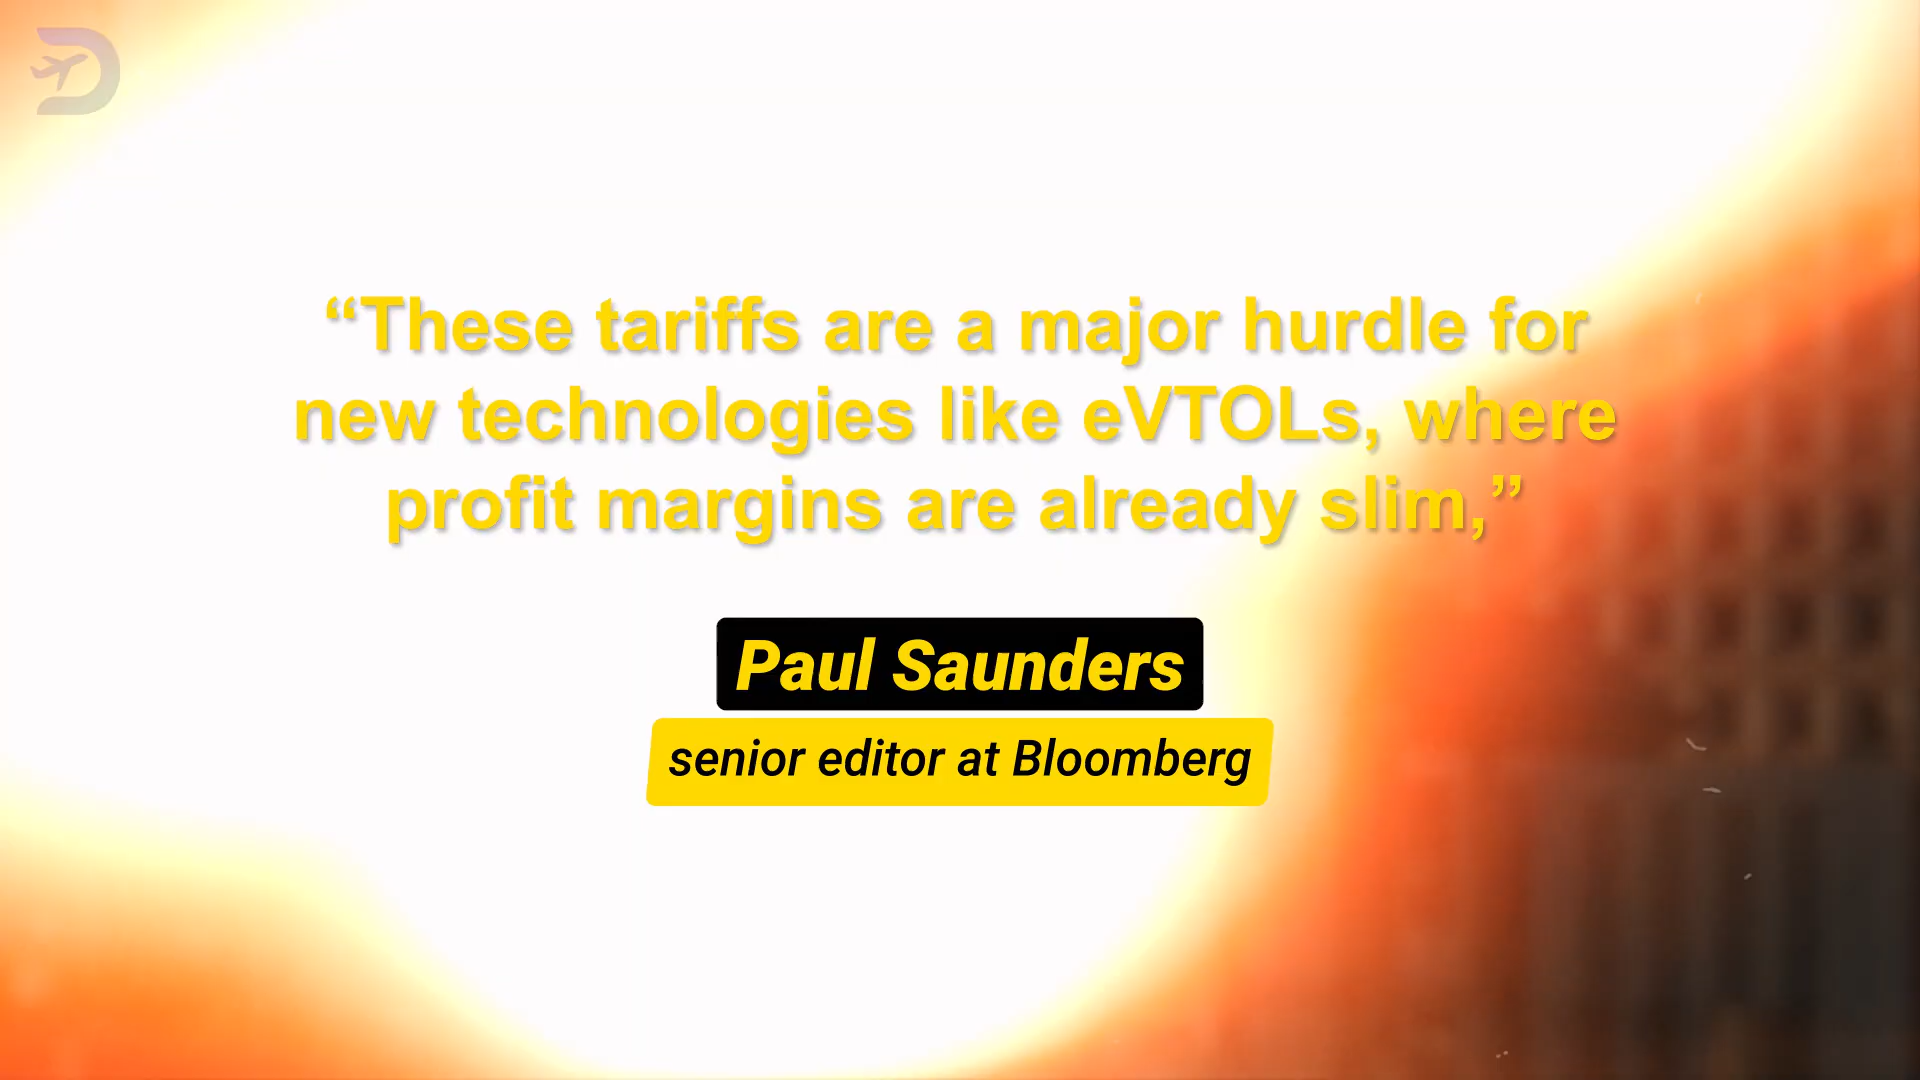 “These tariffs are a major hurdle for
new technologies like eVTOLs, where
profit margins are already slim,”
Paul Saunders
senior editor at Bloomberg